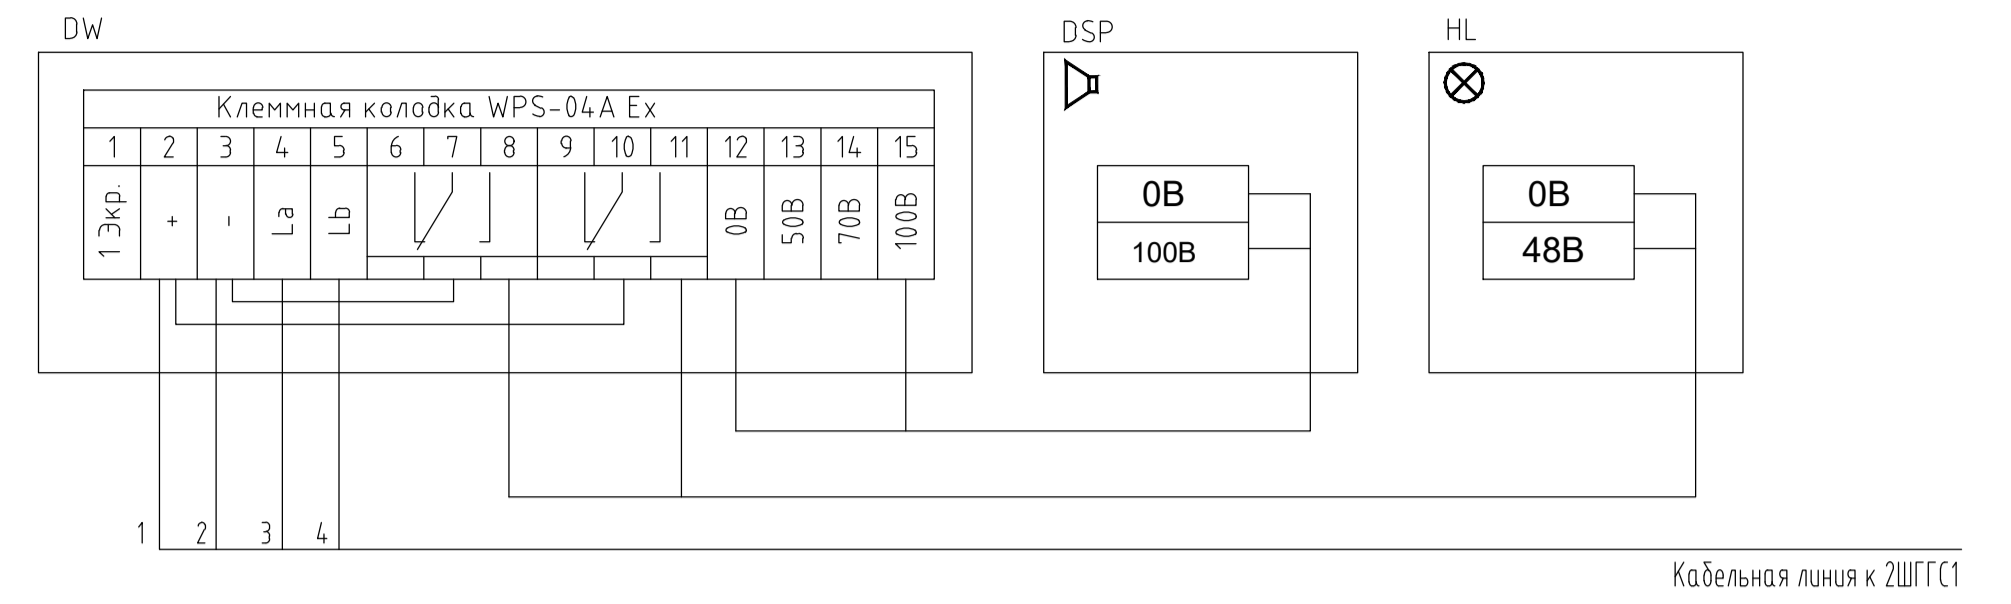 DW
DSP
HL
Клеммная колодка WPS-04A Ex
1 2 3 4 5 6 7 8 9 10 11 12 13 14 15
1 Экр. + - La Lb 0В 50В 70В 100В
0В
100В
0В
48В
1 2 3 4
Кабельная линия к 2ШГГС1